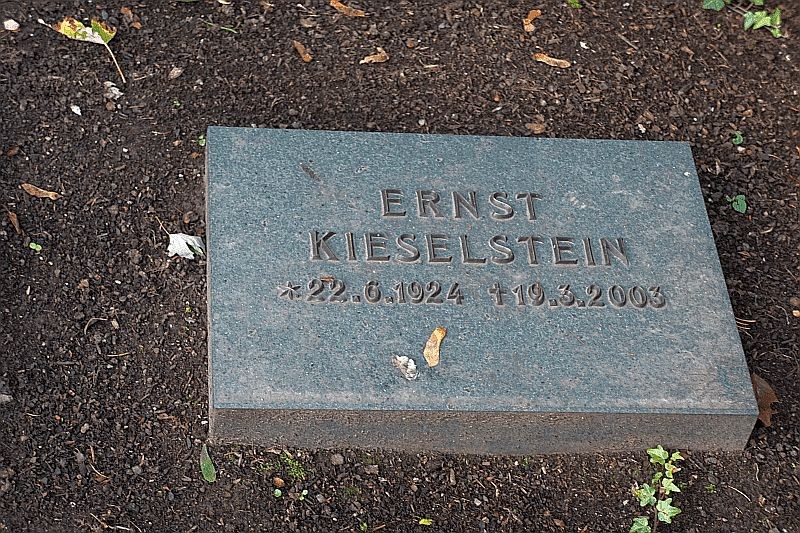 ERNST
KIESELSTEIN
*22.6.1924 †19.3.2003